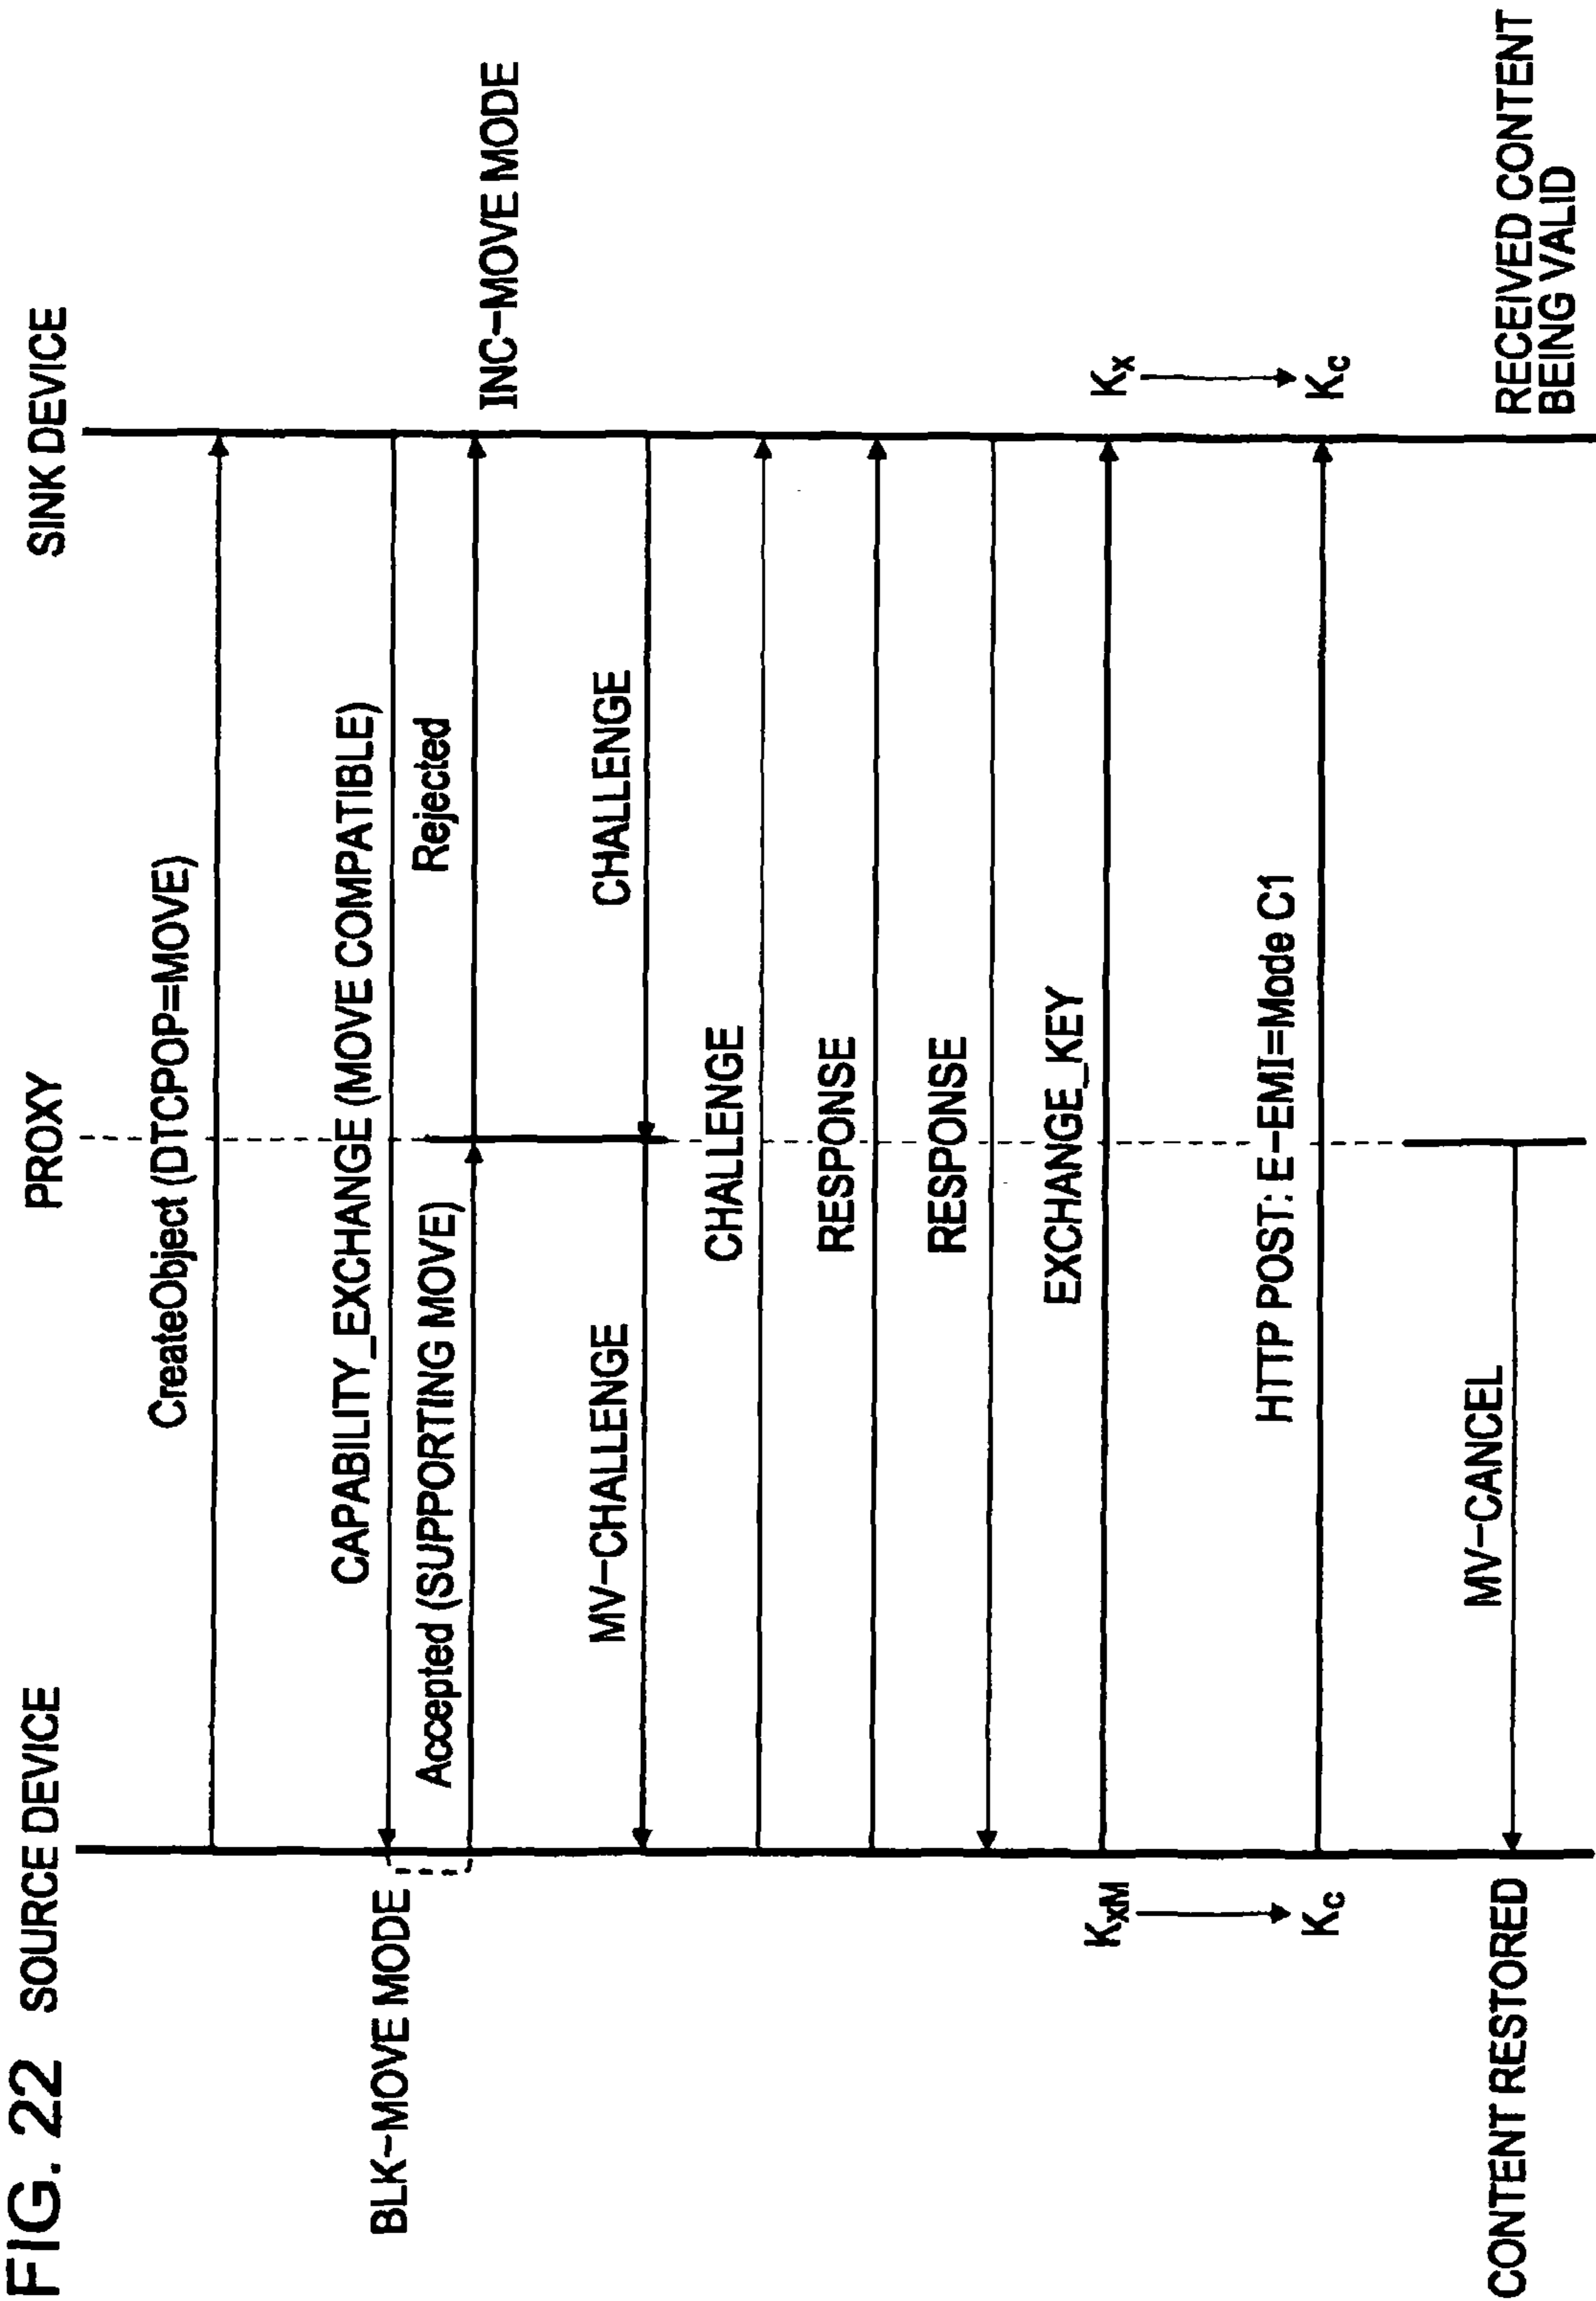 FIG. 22
SOURCE DEVICE
PROXY
SINK DEVICE
CreateObject (DTCPOP=MOVE)
CAPABILITY_EXCHANGE (MOVE COMPATIBLE)
BLK-MOVE MODE
Accepted (SUPPORTING MOVE)
Rejected
INC-MOVE MODE
MV-CHALLENGE
CHALLENGE
CHALLENGE
RESPONSE
RESPONSE
EXCHANGE_KEY
KxM
Kx
HTTP POST: E-EMI=Mode C1
Kc
Kc
MV-CANCEL
CONTENT RESTORED
RECEIVED CONTENT
BEING VALID